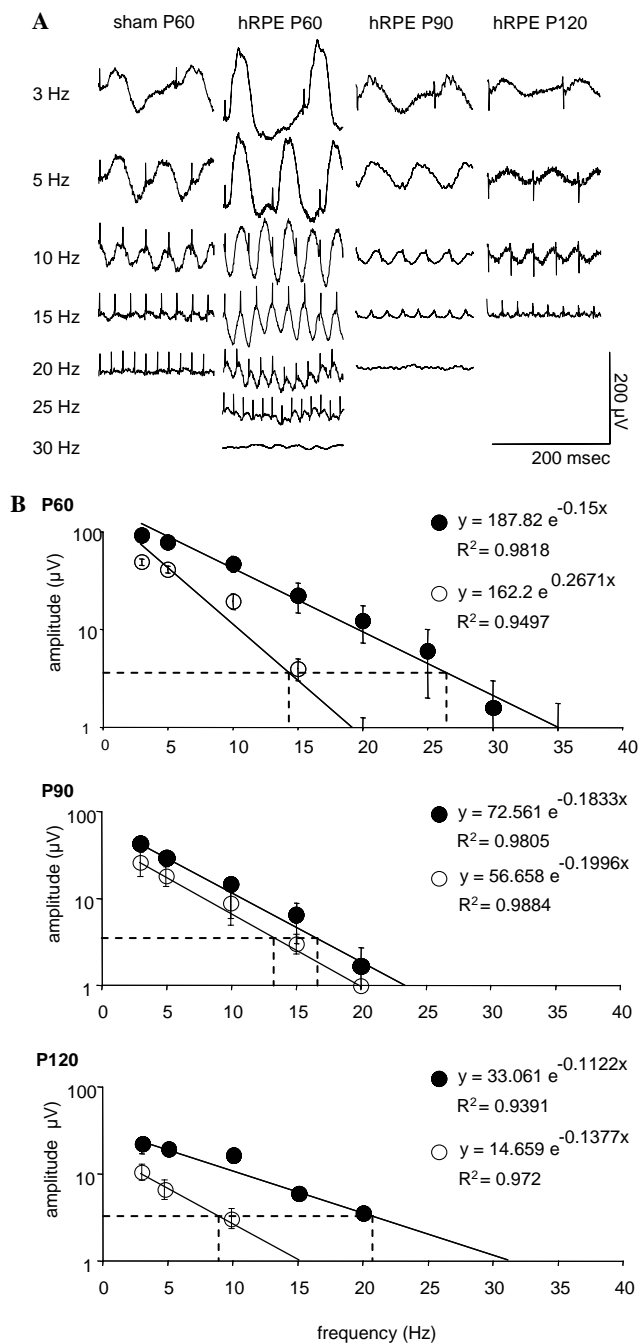 A
sham P60 hRPE P60 hRPE P90 hRPE P120
3 Hz
5 Hz
10 Hz
15 Hz
20 Hz
25 Hz
30 Hz
200 µV
200 msec
B P60
amplitude (µV)
100
10
1
0 5 10 15 20 25 30 35 40
y = 187.82 e-0.15x
R2 = 0.9818
y = 162.2 e0.2671x
R2 = 0.9497
P90
amplitude (µV)
100
10
1
0 5 10 15 20 25 30 35 40
y = 72.561 e-0.1833x
R2 = 0.9805
y = 56.658 e-0.1996x
R2 = 0.9884
P120
amplitude (µV)
100
10
1
0 5 10 15 20 25 30 35 40
y = 33.061 e-0.1122x
R2 = 0.9391
y = 14.659 e-0.1377x
R2 = 0.972
frequency (Hz)